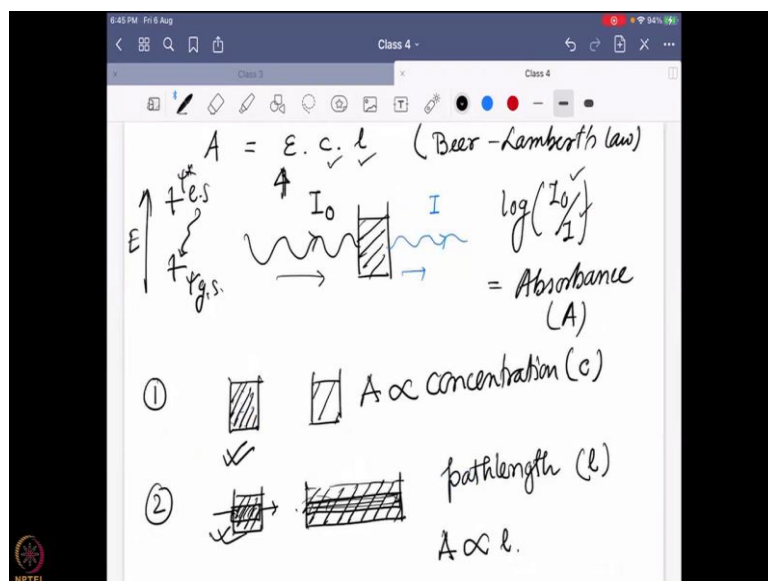 6:45 PM Fri 6 Aug
94%
Class 4
Class 3
Class 4
A = ε. c. l (Beer-Lamberth law)
ψ* e.s
E
ψg.s.
I₀
I
log(I₀/I)
= Absorbance
(A)
① A ∝ concentration (c)
② pathlength (l)
A ∝ l.
NPTEL